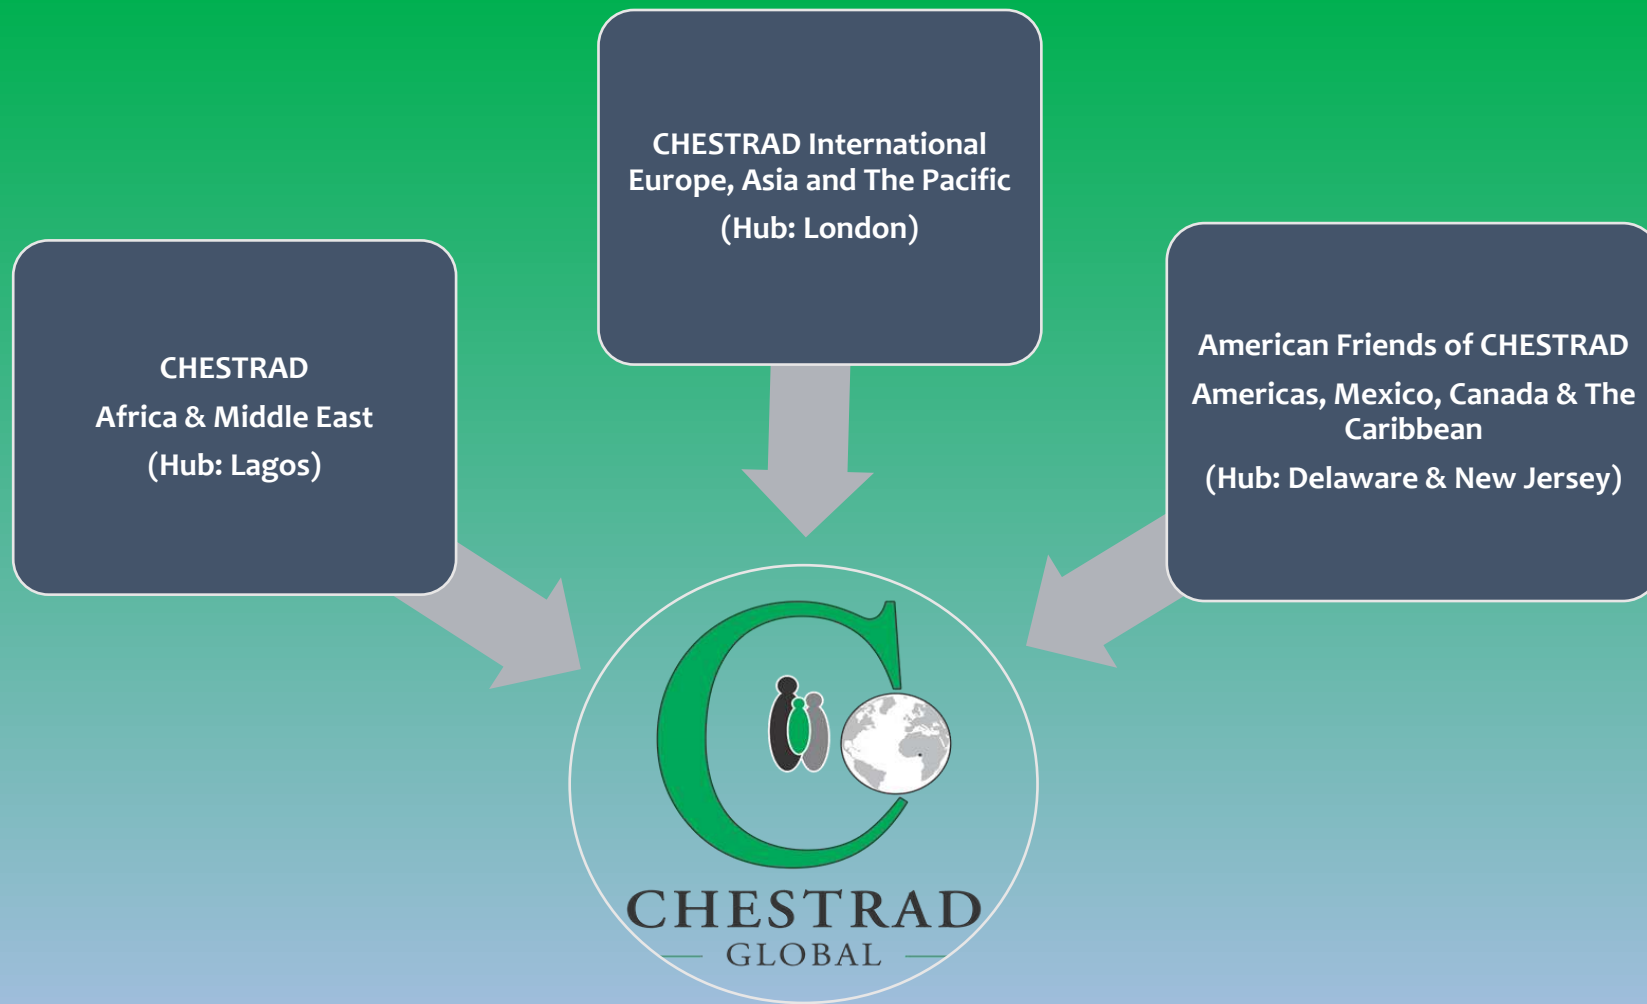 CHESTRAD International
Europe, Asia and The Pacific
(Hub: London)
CHESTRAD
Africa & Middle East
(Hub: Lagos)
American Friends of CHESTRAD
Americas, Mexico, Canada & The
Caribbean
(Hub: Delaware & New Jersey)
C
CHESTRAD
GLOBAL